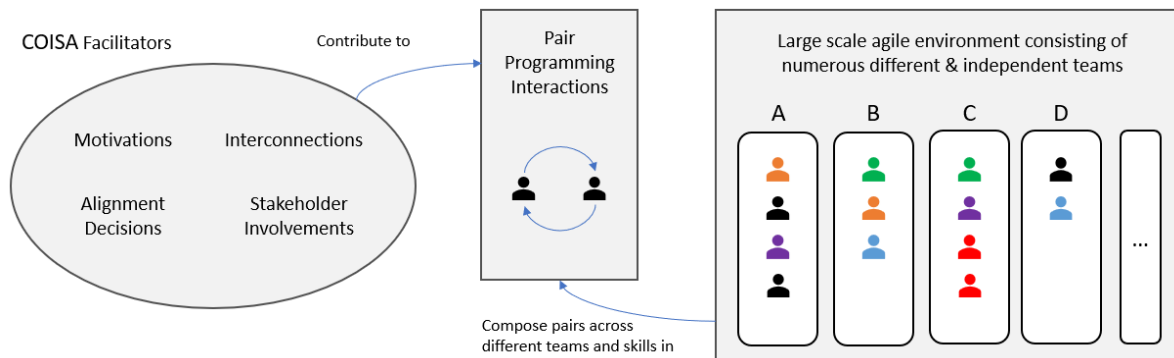 COISA Facilitators
Motivations
Interconnections
Alignment
Decisions
Stakeholder
Involvements
Contribute to
Pair
Programming
Interactions
Compose pairs across
different teams and skills in
Large scale agile environment consisting of
numerous different & independent teams
A
B
C
D
...